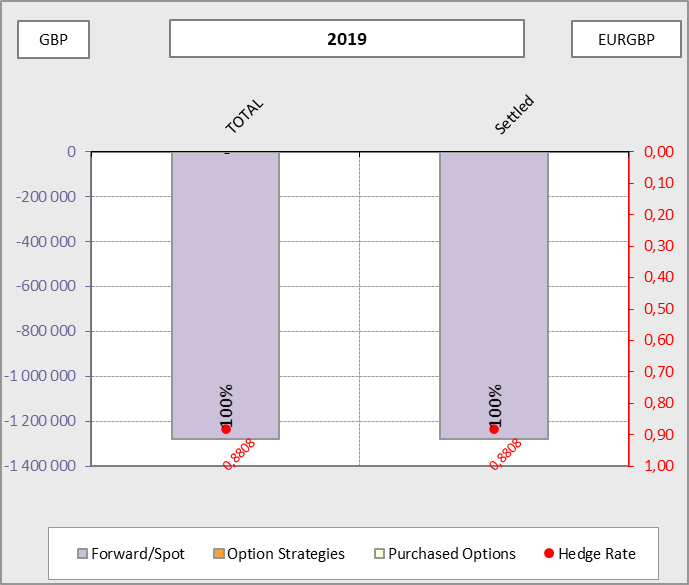 GBP
2019
EURGBP
TOTAL
Settled
0
-200 000
-400 000
-600 000
-800 000
-1 000 000
-1 200 000
-1 400 000
0,00
0,10
0,20
0,30
0,40
0,50
0,60
0,70
0,80
0,90
1,00
100%
100%
0,8808
0,8808
Forward/Spot
Option Strategies
Purchased Options
Hedge Rate